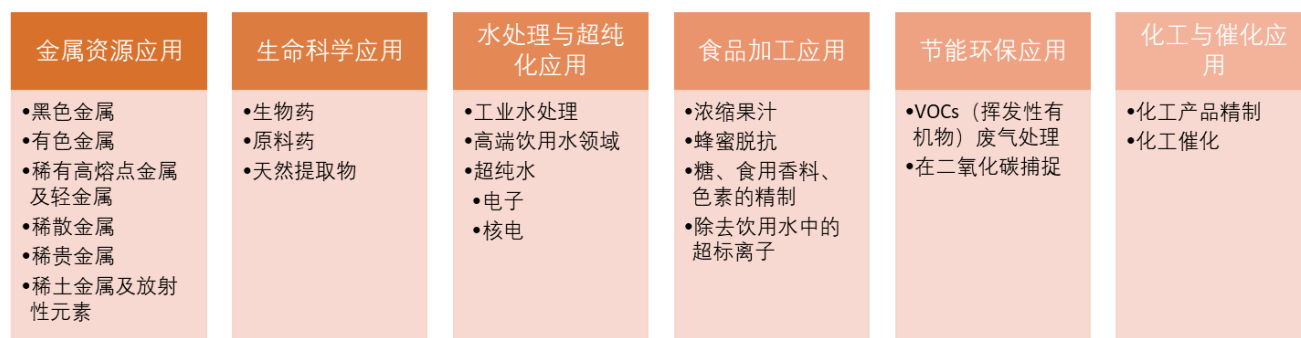 金属资源应用
•黑色金属
•有色金属
•稀有高熔点金属
及轻金属
•稀散金属
•稀贵金属
•稀土金属及放射
性元素
生命科学应用
•生物药
•原料药
•天然提取物
水处理与超纯
化应用
•工业水处理
•高端饮用水领域
•超纯水
•电子
•核电
食品加工应用
•浓缩果汁
•蜂蜜脱抗
•糖、食用香料、
色素的精制
•除去饮用水中的
超标离子
节能环保应用
•VOCs（挥发性有
机物）废气处理
•在二氧化碳捕捉
化工与催化应
用
•化工产品精制
•化工催化